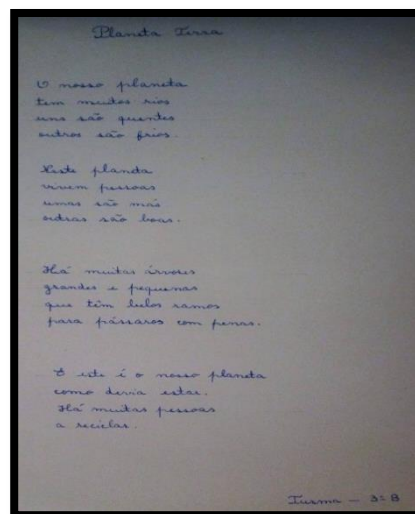 Planeta Terra
O nosso planeta
tem muitos rios
uns são quentes
outros são frios.
Neste planeta
vivem pessoas
umas são más
outras são boas.
Há muitas árvores
grandes e pequenas
que têm belos ramos
para pássaros com penas.
E este é o nosso planeta
como devia estar.
Há muitas pessoas
a reciclar.
Turma - 3º B